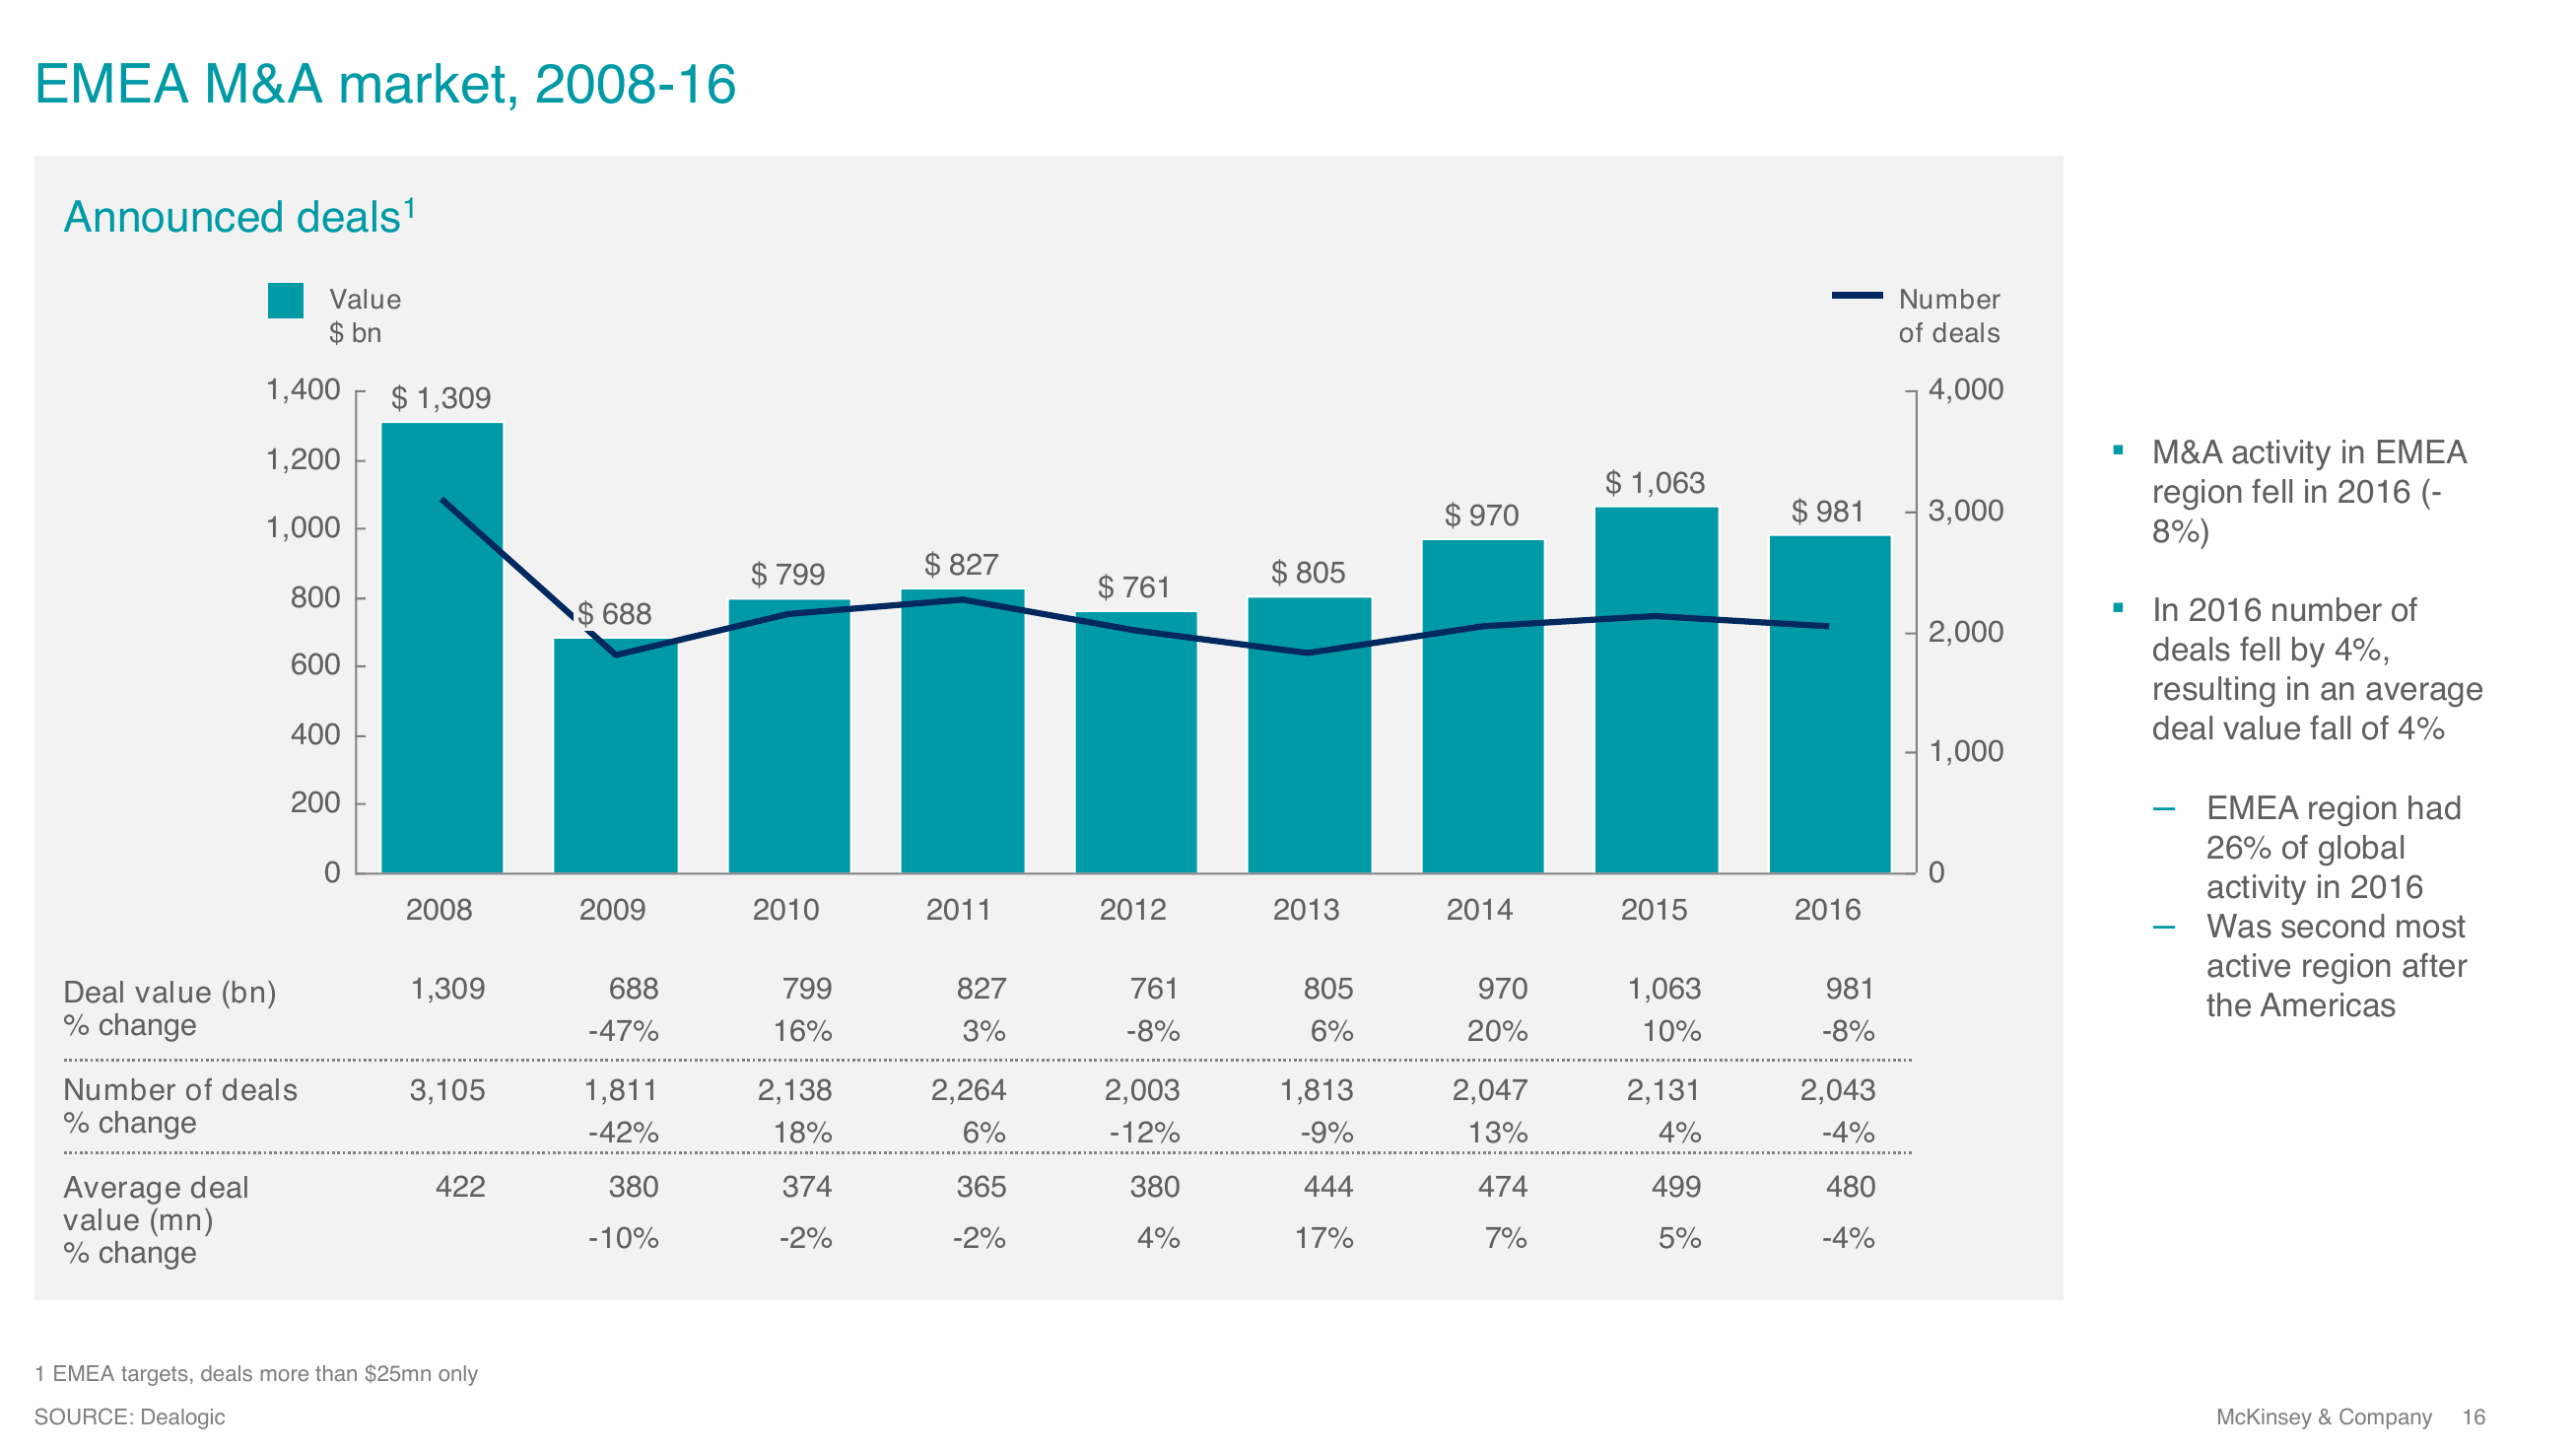 EMEA M&A market, 2008-16
Announced deals¹
Value
$ bn
Number
of deals
1,400
1,200
1,000
800
600
400
200
0
$ 1,309
$ 688
$ 799
$ 827
$ 761
$ 805
$ 970
$ 1,063
$ 981
4,000
3,000
2,000
1,000
0
2008 2009 2010 2011 2012 2013 2014 2015 2016
Deal value (bn) 1,309 688 799 827 761 805 970 1,063 981
% change -47% 16% 3% -8% 6% 20% 10% -8%
Number of deals 3,105 1,811 2,138 2,264 2,003 1,813 2,047 2,131 2,043
% change -42% 18% 6% -12% -9% 13% 4% -4%
Average deal 422 380 374 365 380 444 474 499 480
value (mn)
% change -10% -2% -2% 4% 17% 7% 5% -4%
▪ M&A activity in EMEA
region fell in 2016 (-
8%)
▪ In 2016 number of
deals fell by 4%,
resulting in an average
deal value fall of 4%
– EMEA region had
26% of global
activity in 2016
– Was second most
active region after
the Americas
1 EMEA targets, deals more than $25mn only
SOURCE: Dealogic
McKinsey & Company 16